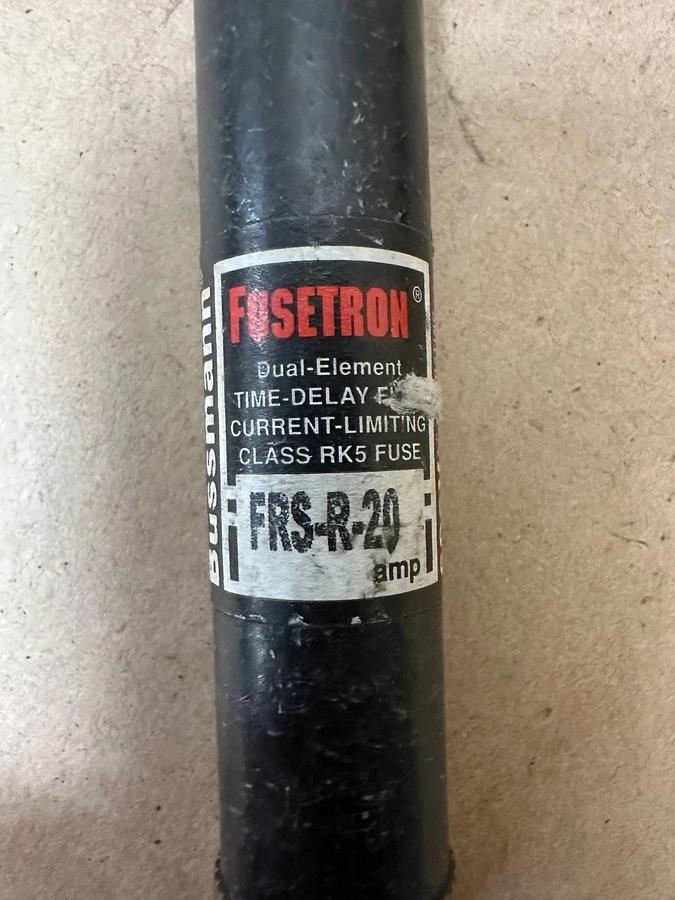 Bussmann
FUSETRON®
Dual-Element
TIME-DELAY
CURRENT-LIMITING
CLASS RK5 FUSE
FRS-R-20
amp